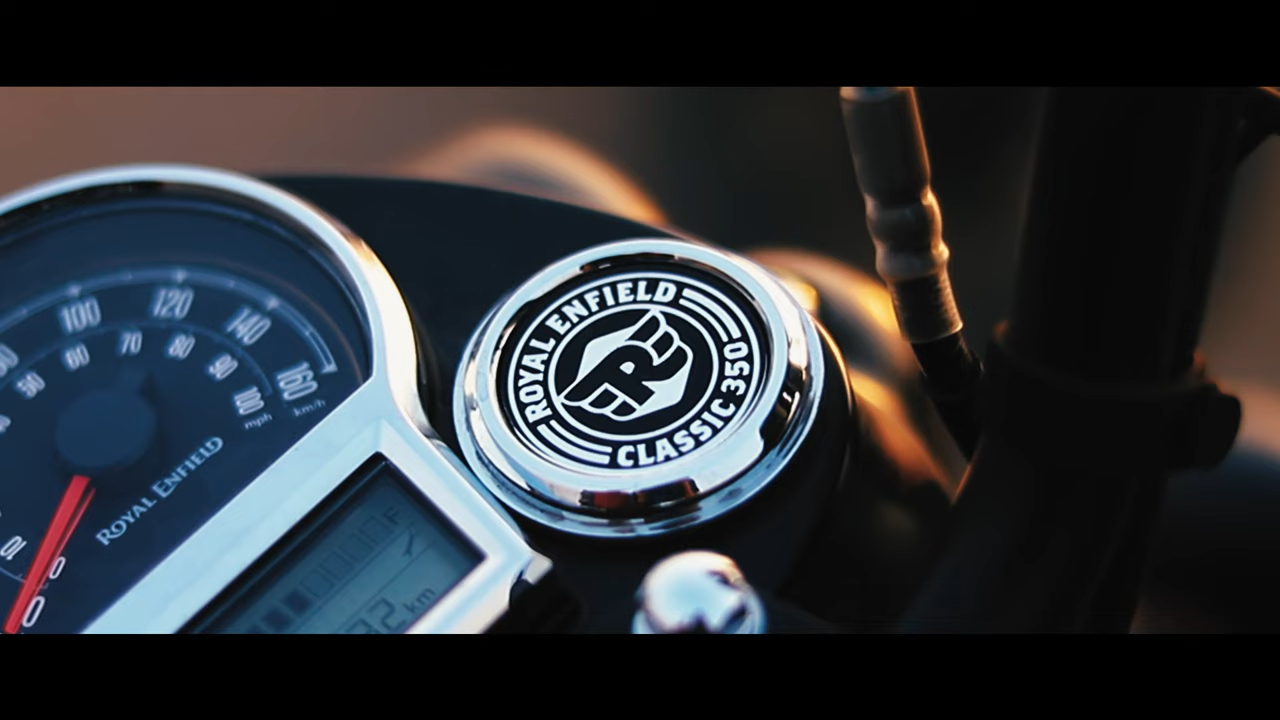 100
120
140
160
km/h
50
60
70
80
90
100
mph
ROYAL ENFIELD
ROYAL ENFIELD
R
CLASSIC 350
F
km
0